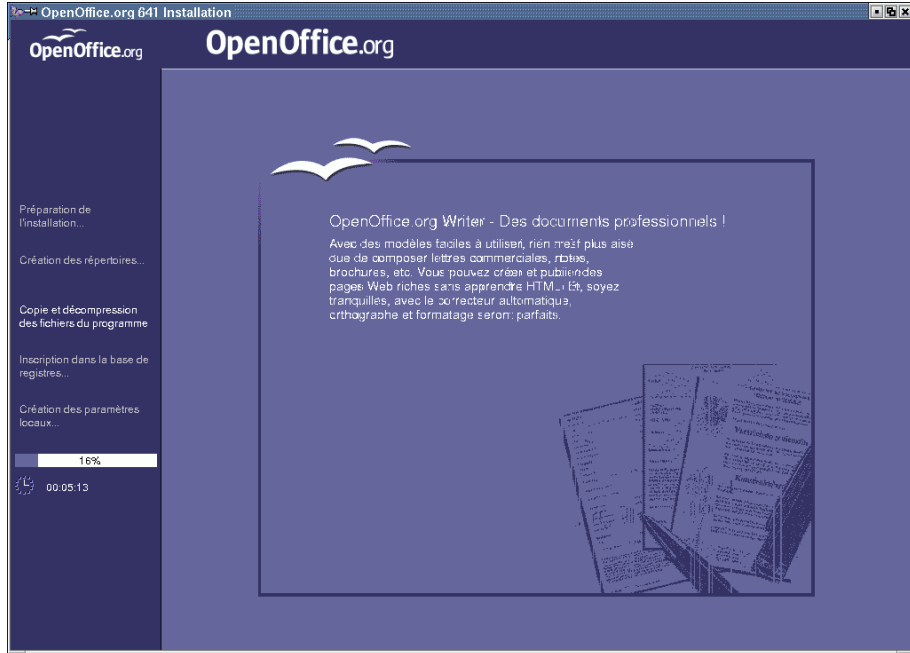 OpenOffice.org 641 Installation
OpenOffice.org
OpenOffice.org
Préparation de
l'installation...
Création des répertoires...
Copie et décompression
des fichiers du programme
Inscription dans la base de
registres...
Création des paramètres
locaux...
16%
00:05:13
OpenOffice.org Writer - Des documents professionnels !
Avec des modèles faciles à utiliser, rien n'est plus aisé
que de composer lettres commerciales, notes,
brochures, etc. Vous pouvez créer et publier des
pages Web riches sans apprendre HTML. Et, soyez
tranquilles, avec le correcteur automatique,
orthographe et formatage seront parfaits.